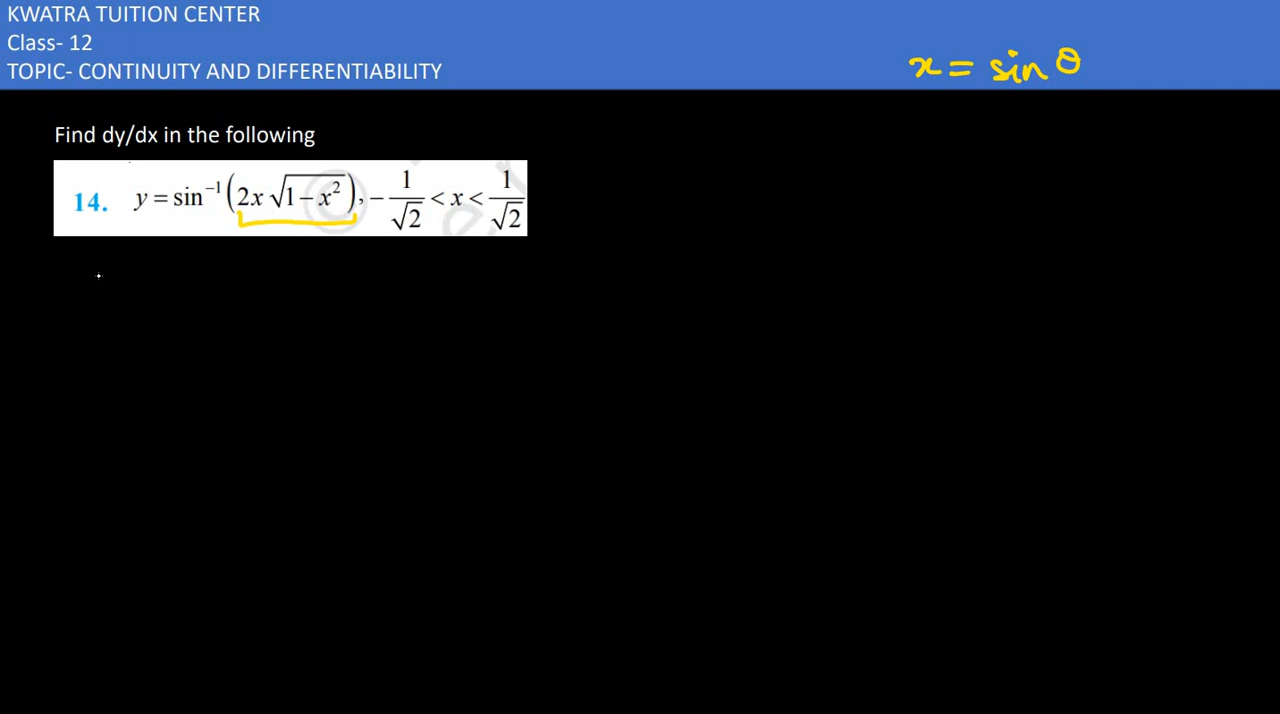 KWATRA TUITION CENTER
Class- 12
TOPIC- CONTINUITY AND DIFFERENTIABILITY
x = sin θ
Find dy/dx in the following
14. y = sin⁻¹(2x√(1−x²)), −1/√2 < x < 1/√2